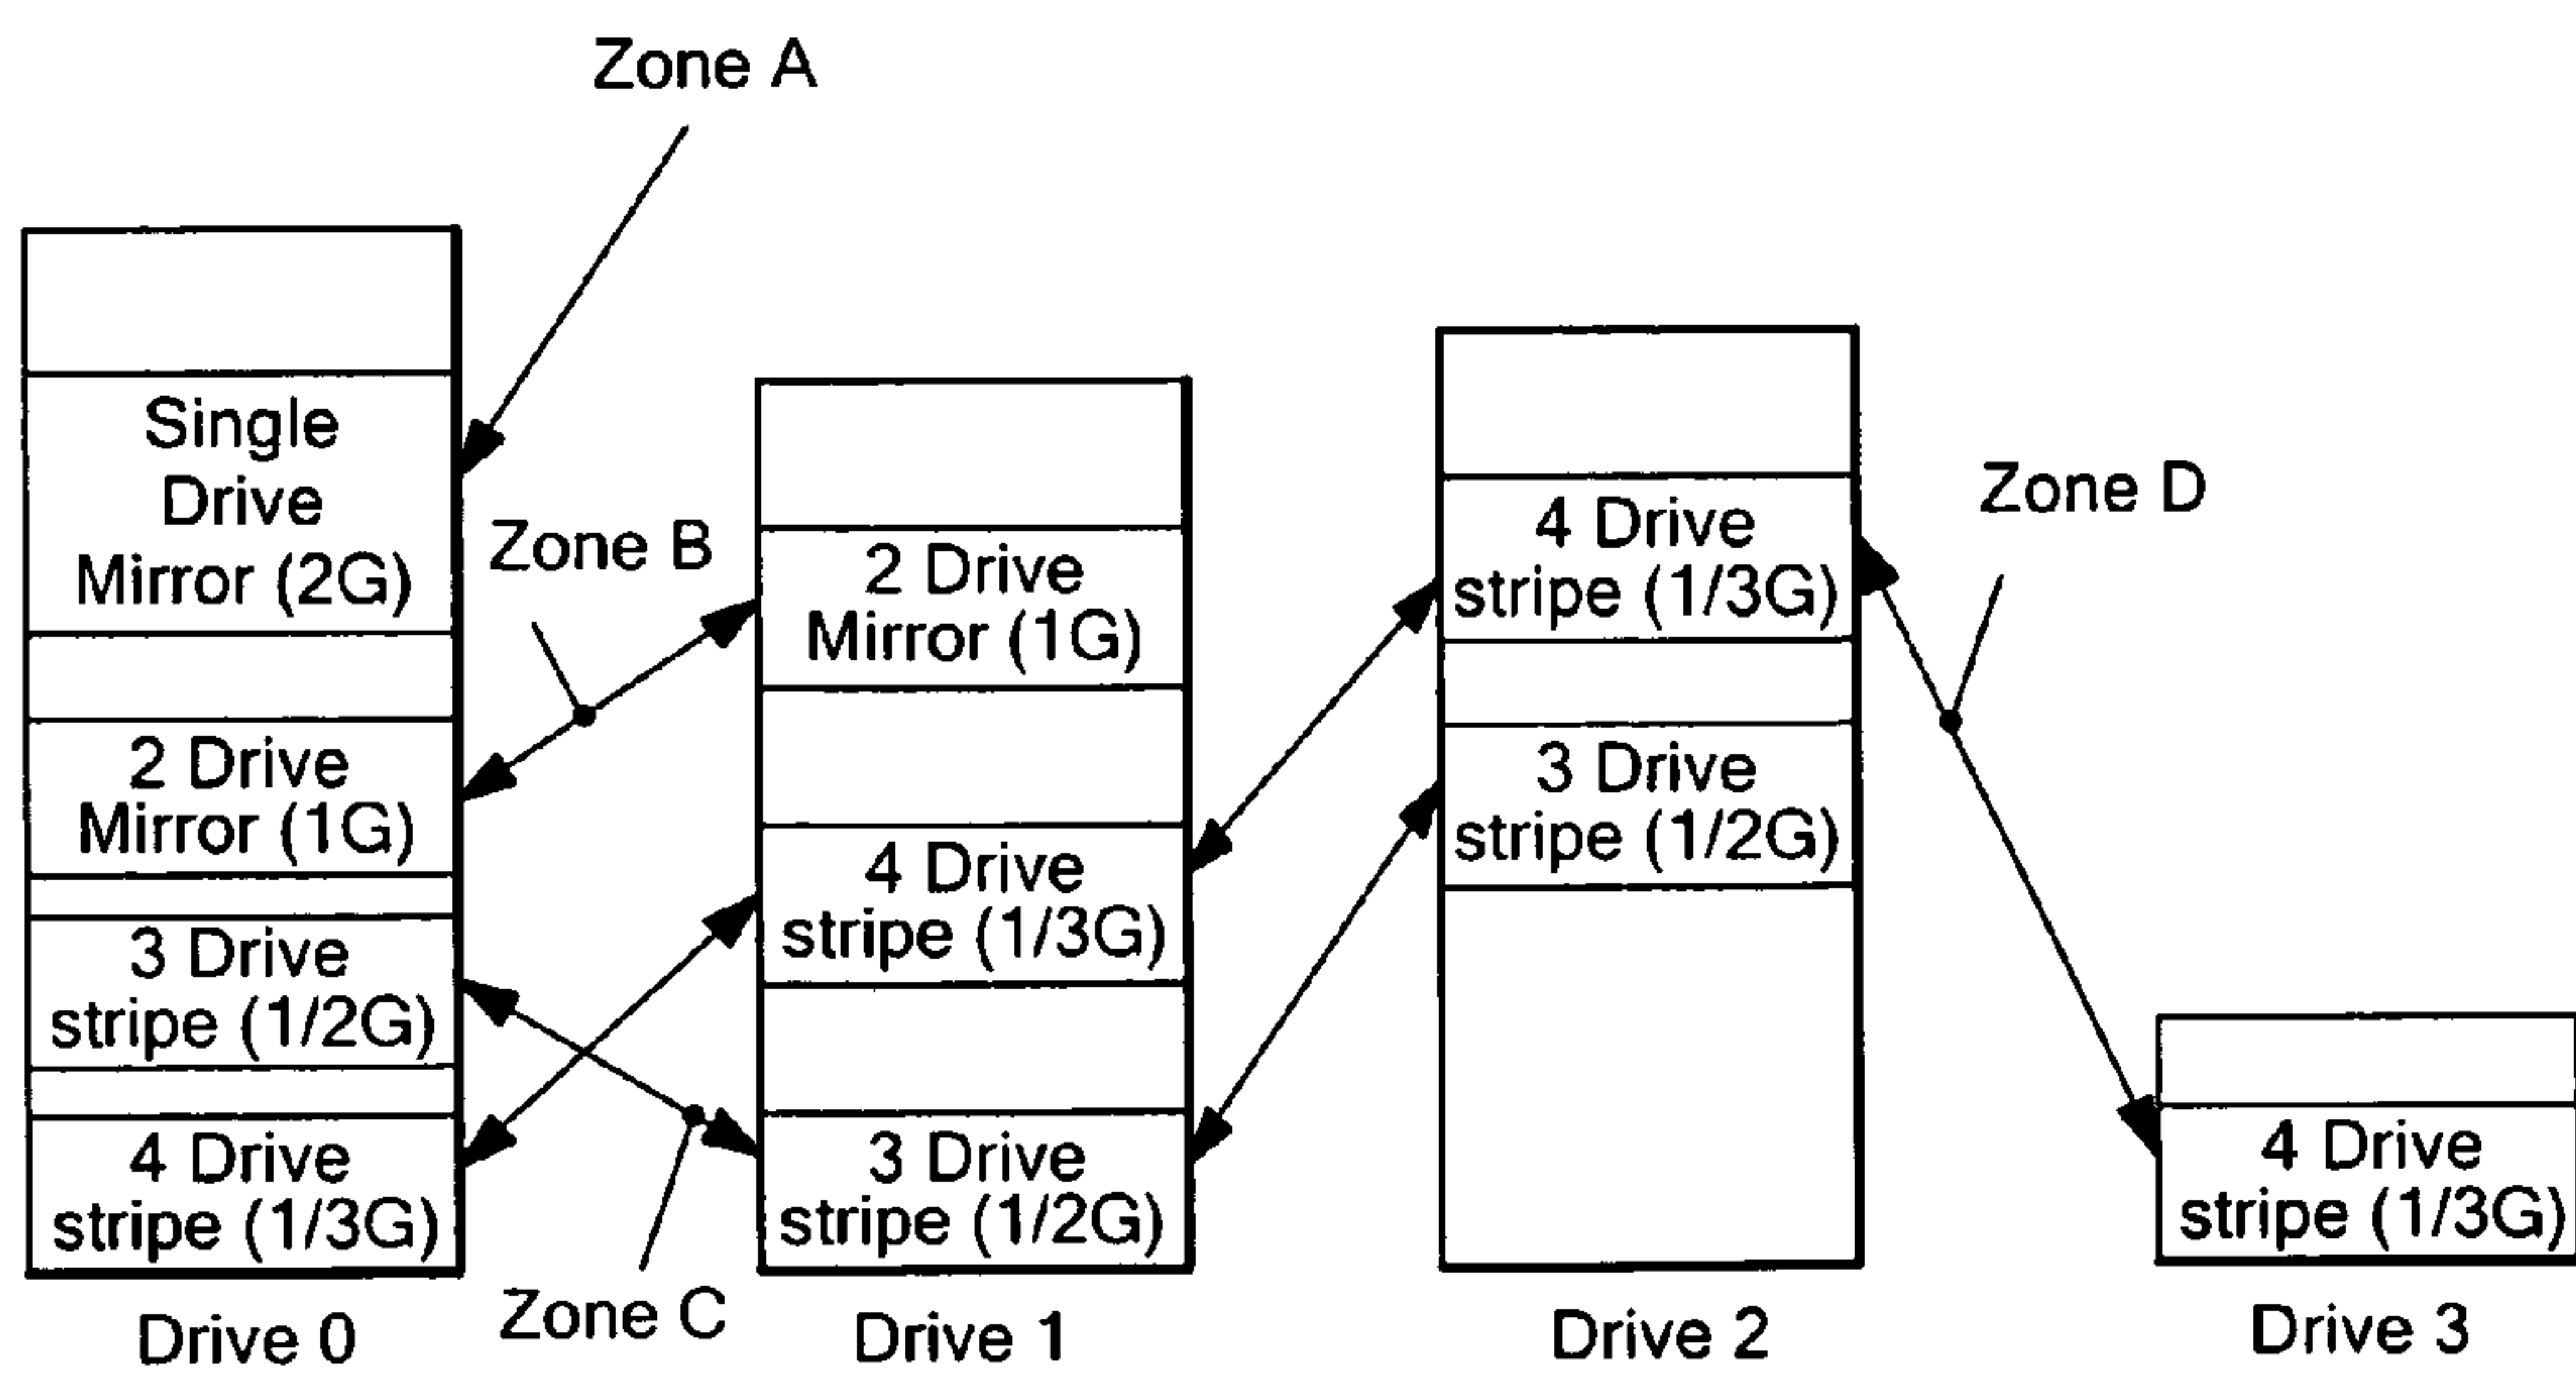 Zone A
Single
Drive
Mirror (2G)
2 Drive
Mirror (1G)
3 Drive
stripe (1/2G)
4 Drive
stripe (1/3G)
Drive 0
Zone B
Zone C
2 Drive
Mirror (1G)
4 Drive
stripe (1/3G)
3 Drive
stripe (1/2G)
Drive 1
4 Drive
stripe (1/3G)
3 Drive
stripe (1/2G)
Drive 2
Zone D
4 Drive
stripe (1/3G)
Drive 3